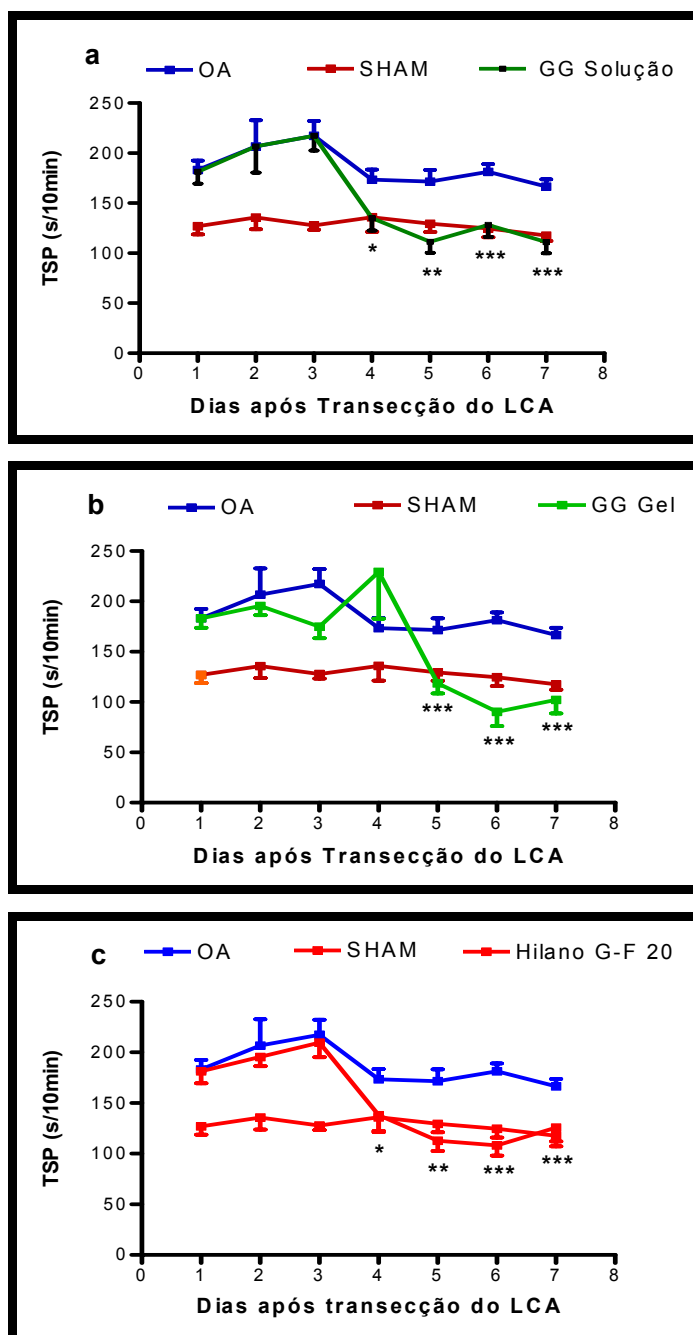 a
OA SHAM GG Solução
250
200
150
100
50
0
TSP (s/10min)
* ** *** ***
0 1 2 3 4 5 6 7 8
Dias após Transecção do LCA
b
OA SHAM GG Gel
250
200
150
100
50
0
TSP (s/10min)
*** *** ***
0 1 2 3 4 5 6 7 8
Dias após Transecção do LCA
c
OA SHAM Hilano G-F 20
250
200
150
100
50
0
TSP (s/10min)
* ** *** ***
0 1 2 3 4 5 6 7 8
Dias após transecção do LCA